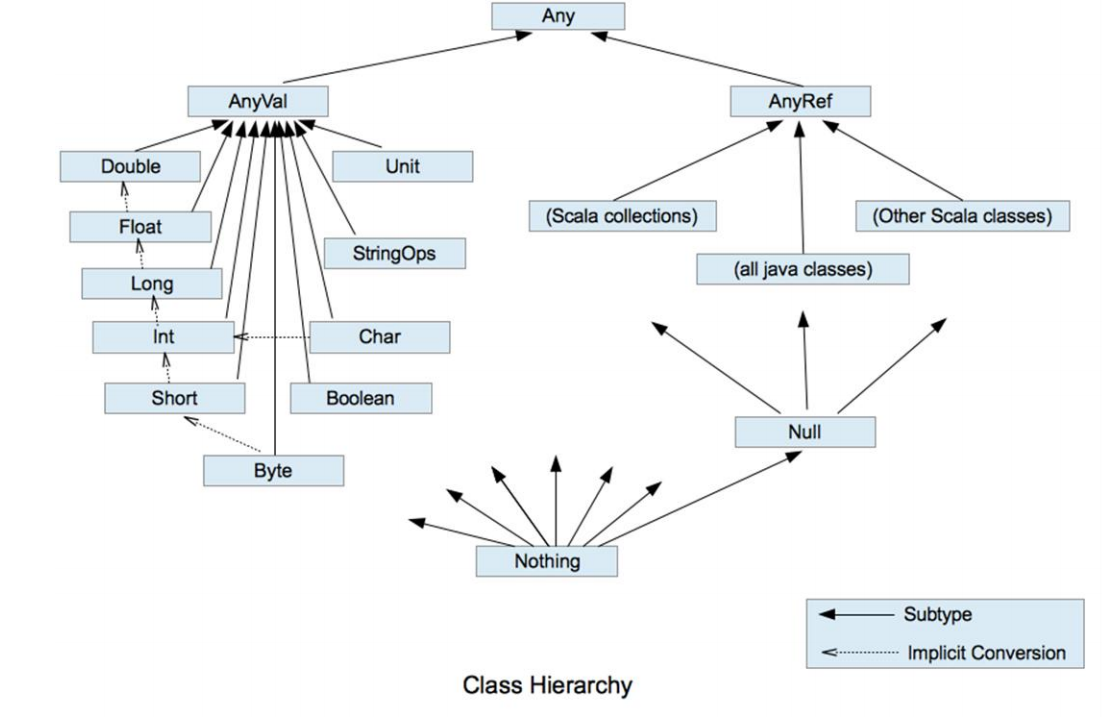 Any
AnyVal
AnyRef
Double
Unit
Float
(Scala collections)
(Other Scala classes)
StringOps
Long
(all java classes)
Int
Char
Short
Boolean
Null
Byte
Nothing
Subtype
Implicit Conversion
Class Hierarchy